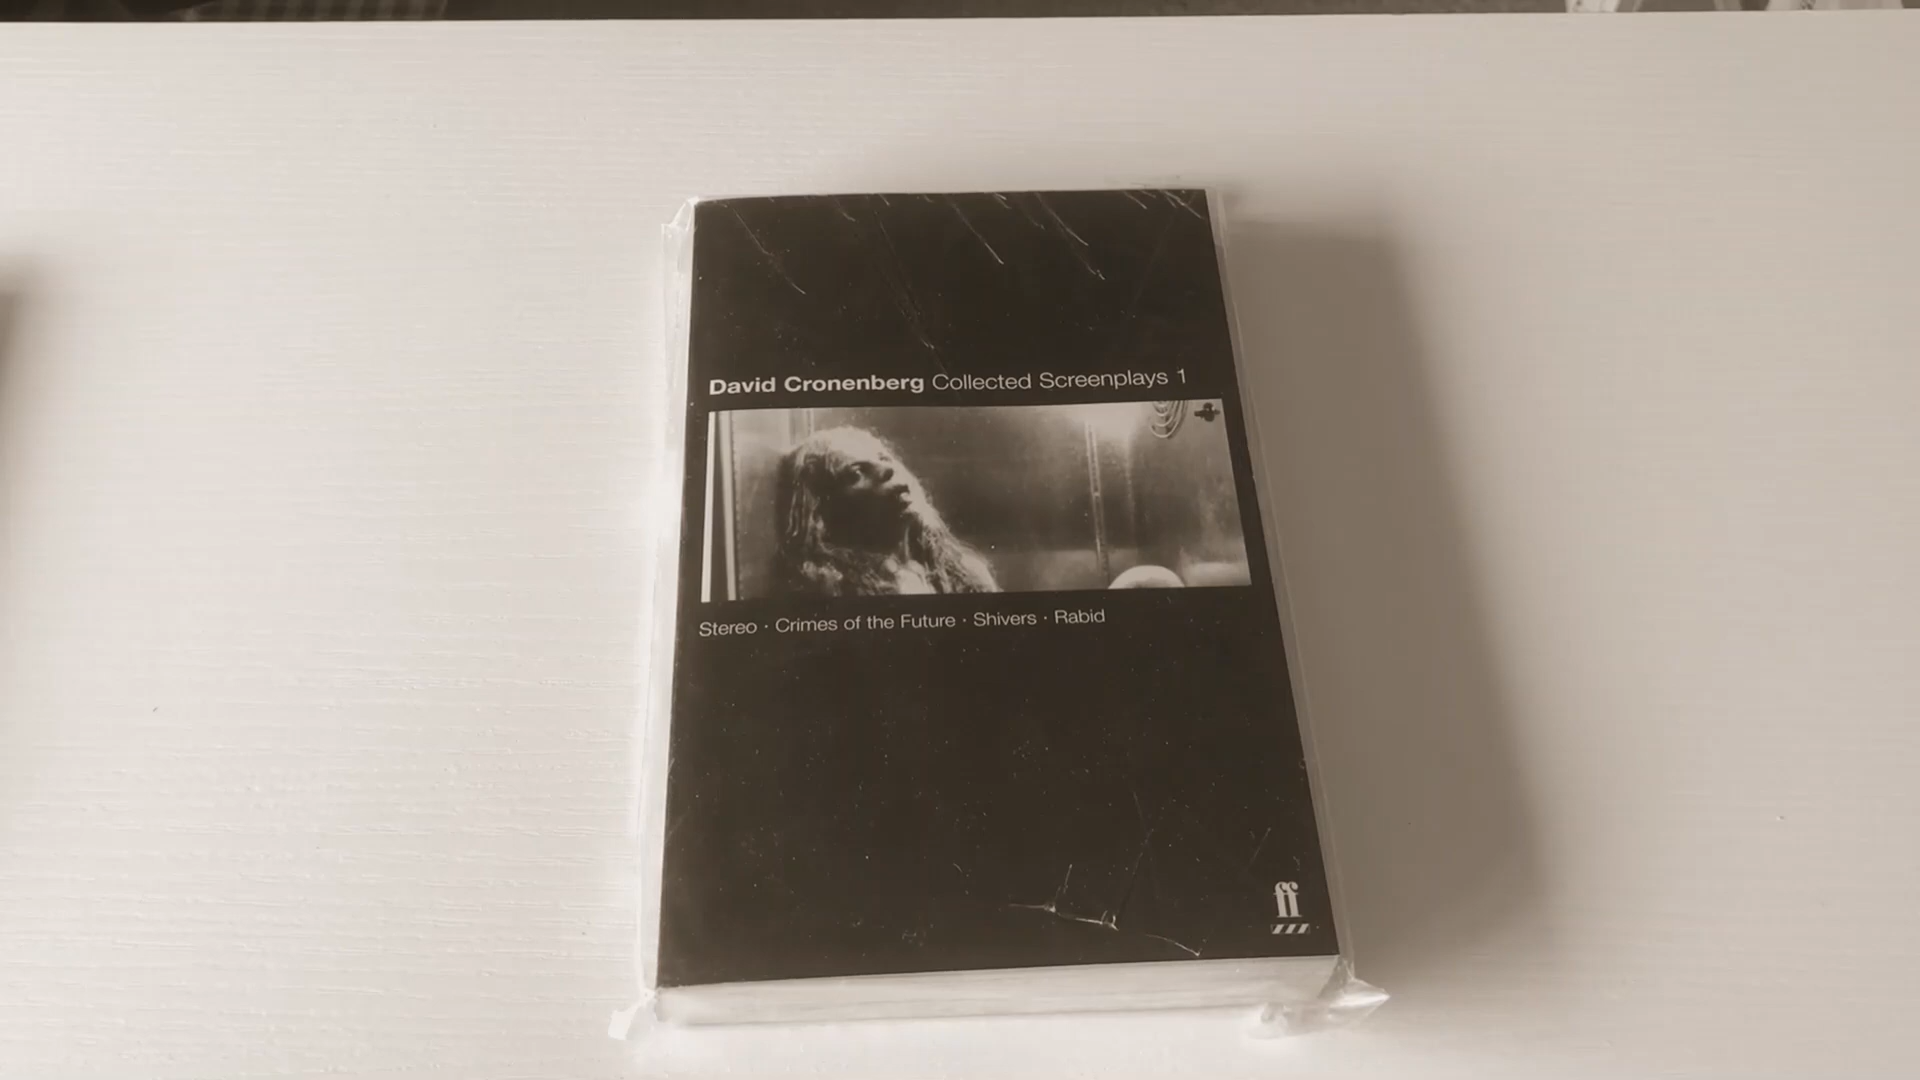 David Cronenberg Collected Screenplays 1
Stereo · Crimes of the Future · Shivers · Rabid
ff